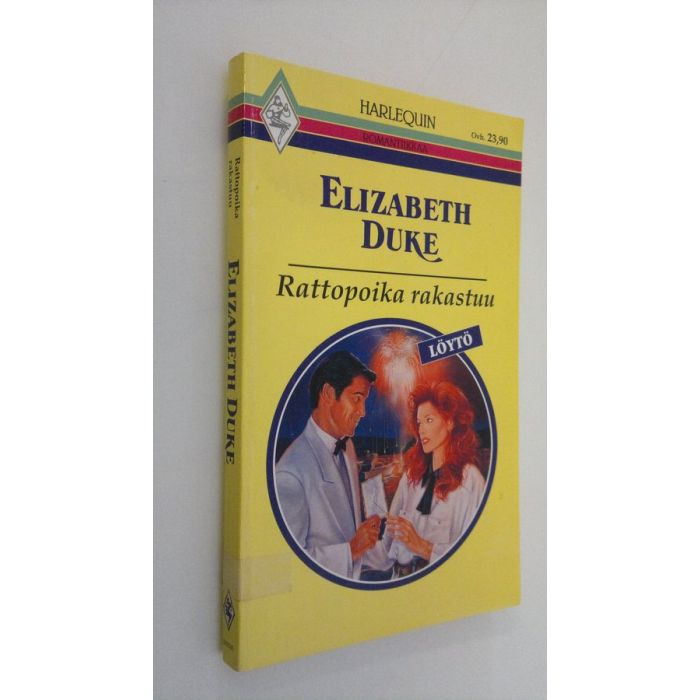 HARLEQUIN
Ovh. 23,90
ROMANTIIKKAA
ELIZABETH
DUKE
Rattopoika rakastuu
LÖYTÖ
Rattopoika
rakastuu
ELIZABETH DUKE